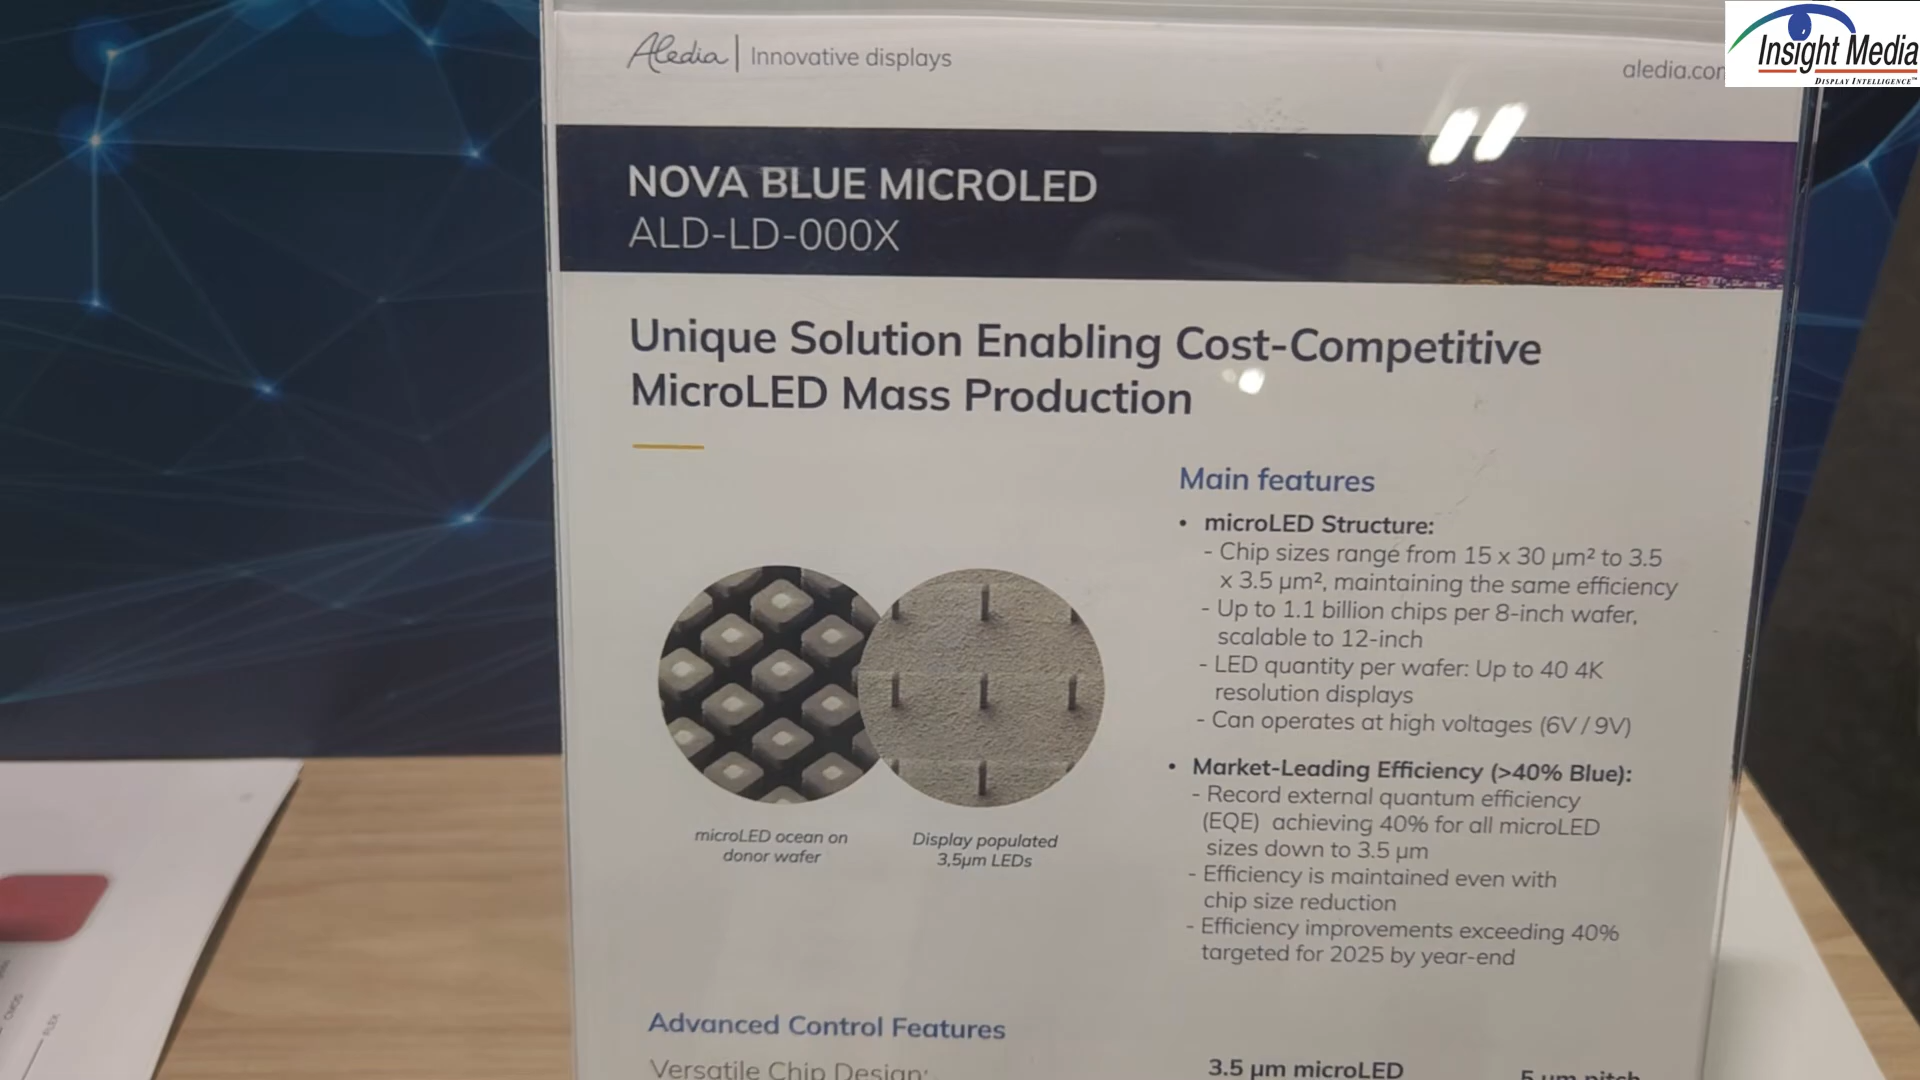 Aledia | Innovative displays
aledia.com
Insight Media
DISPLAY INTELLIGENCE™
NOVA BLUE MICROLED
ALD-LD-000X
Unique Solution Enabling Cost-Competitive
MicroLED Mass Production
Main features
• microLED Structure:
- Chip sizes range from 15 x 30 µm² to 3.5
x 3.5 µm², maintaining the same efficiency
- Up to 1.1 billion chips per 8-inch wafer,
scalable to 12-inch
- LED quantity per wafer: Up to 40 4K
resolution displays
- Can operates at high voltages (6V / 9V)
• Market-Leading Efficiency (>40% Blue):
- Record external quantum efficiency
(EQE) achieving 40% for all microLED
sizes down to 3.5 µm
- Efficiency is maintained even with
chip size reduction
- Efficiency improvements exceeding 40%
targeted for 2025 by year-end
microLED ocean on
donor wafer
Display populated
3,5µm LEDs
Advanced Control Features
Versatile Chip Design:
3.5 µm microLED
5 µm pitch
CMOS
FLEX